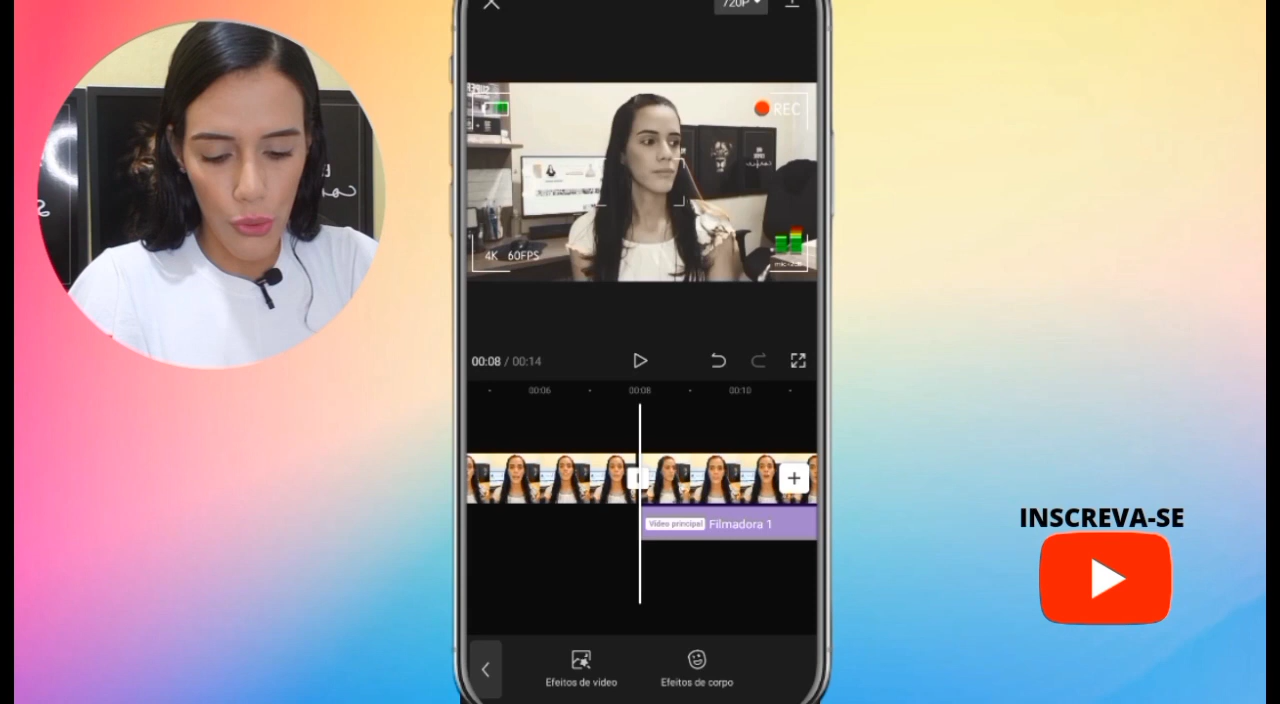 720P
REC
4K 60FPS
00:08 / 00:14
00:06
00:08
00:10
Vídeo principal Filmadora 1
Efeitos de vídeo
Efeitos de corpo
INSCREVA-SE